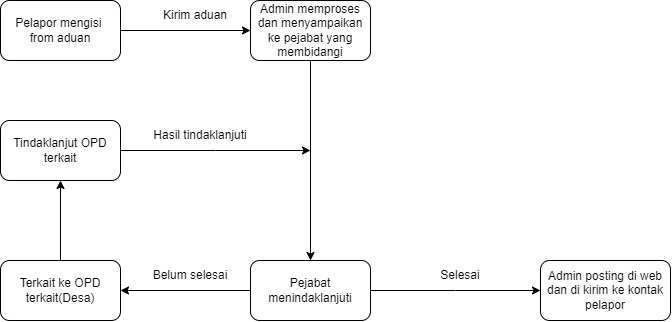 Pelapor mengisi
from aduan
Kirim aduan
Admin memproses
dan menyampaikan
ke pejabat yang
membidangi
Tindaklanjut OPD
terkait
Hasil tindaklanjuti
Terkait ke OPD
terkait(Desa)
Belum selesai
Pejabat
menindaklanjuti
Selesai
Admin posting di web
dan di kirim ke kontak
pelapor